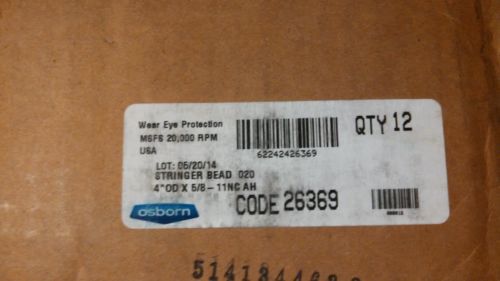 Wear Eye Protection
MSFS 20,000 RPM
USA
62242426369
QTY 12
LOT: 05/20/14
STRINGER BEAD .020
4"OD X 5/8-11NC AH
osborn
CODE 26369